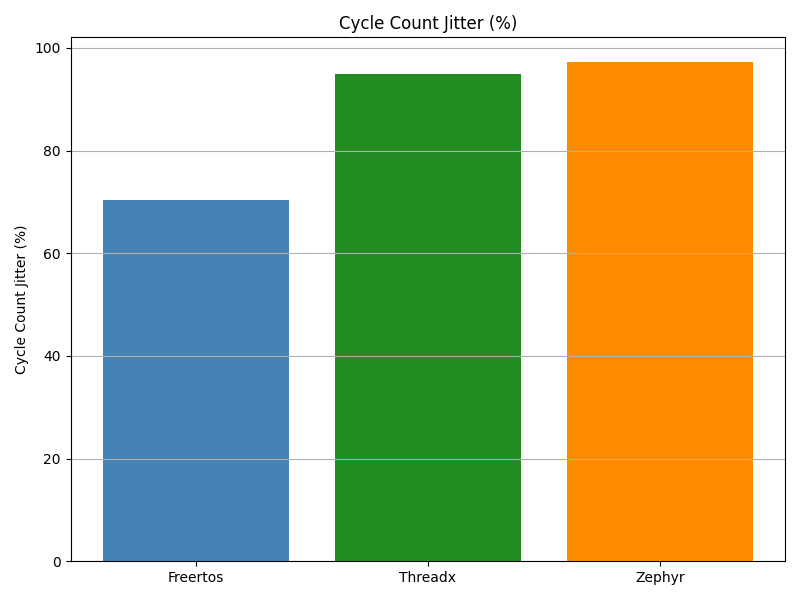 Cycle Count Jitter (%)
Cycle Count Jitter (%)
100
80
60
40
20
0
Freertos
Threadx
Zephyr